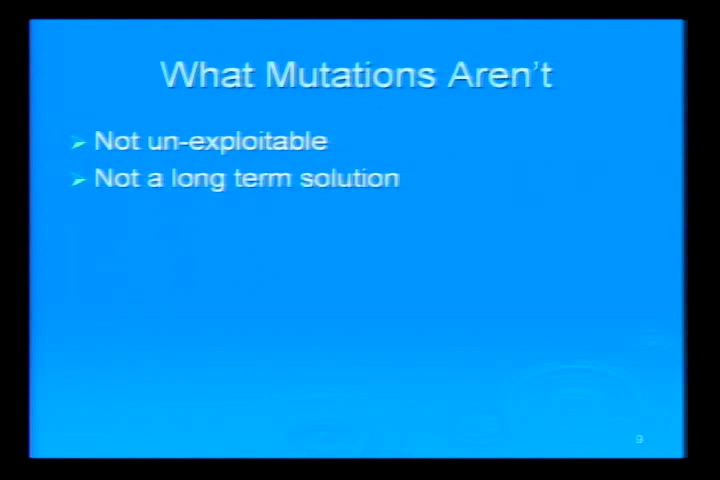 What Mutations Aren't
Not un-exploitable
Not a long term solution
9